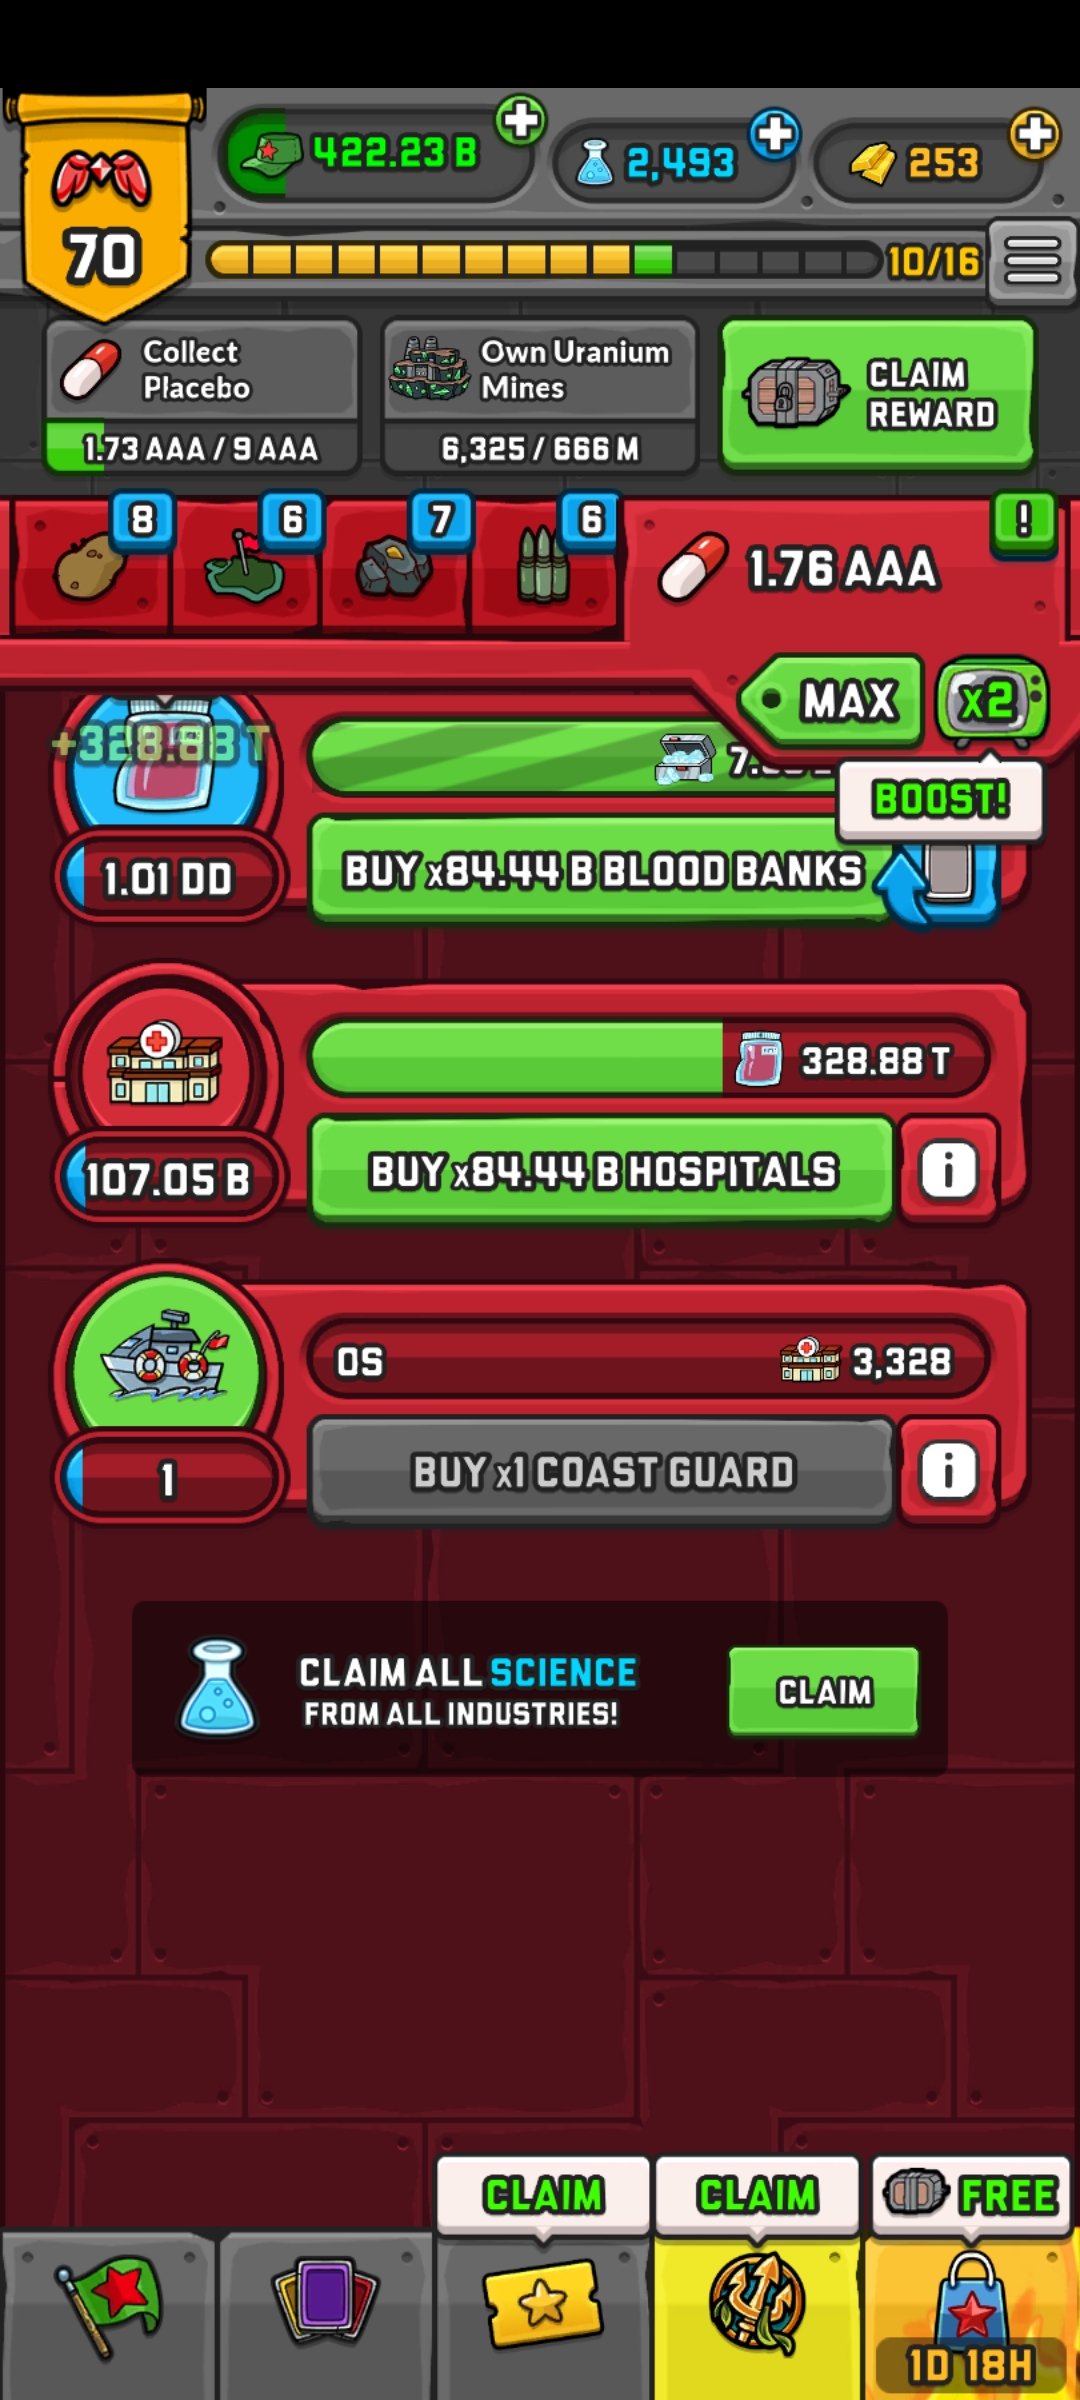 422.23 B
2,493
253
70
10/16
Collect
Placebo
1.73 AAA / 9 AAA
Own Uranium
Mines
6,325 / 666 M
CLAIM
REWARD
8
6
7
6
!
1.76 AAA
MAX
x2
+328.88 T
BOOST!
1.01 DD
BUY x84.44 B BLOOD BANKS
328.88 T
107.05 B
BUY x84.44 B HOSPITALS
i
0S
3,328
1
BUY x1 COAST GUARD
i
CLAIM ALL SCIENCE
FROM ALL INDUSTRIES!
CLAIM
CLAIM
CLAIM
FREE
1D 18H